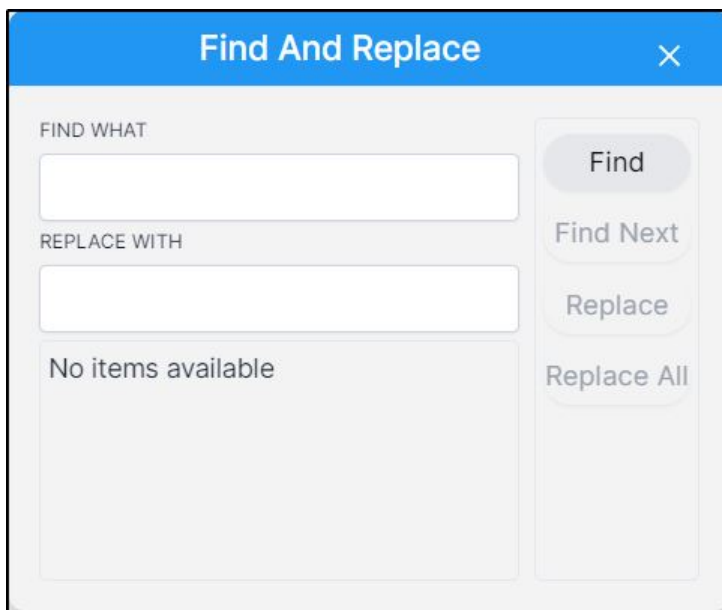 Find And Replace
FIND WHAT
REPLACE WITH
No items available
Find
Find Next
Replace
Replace All